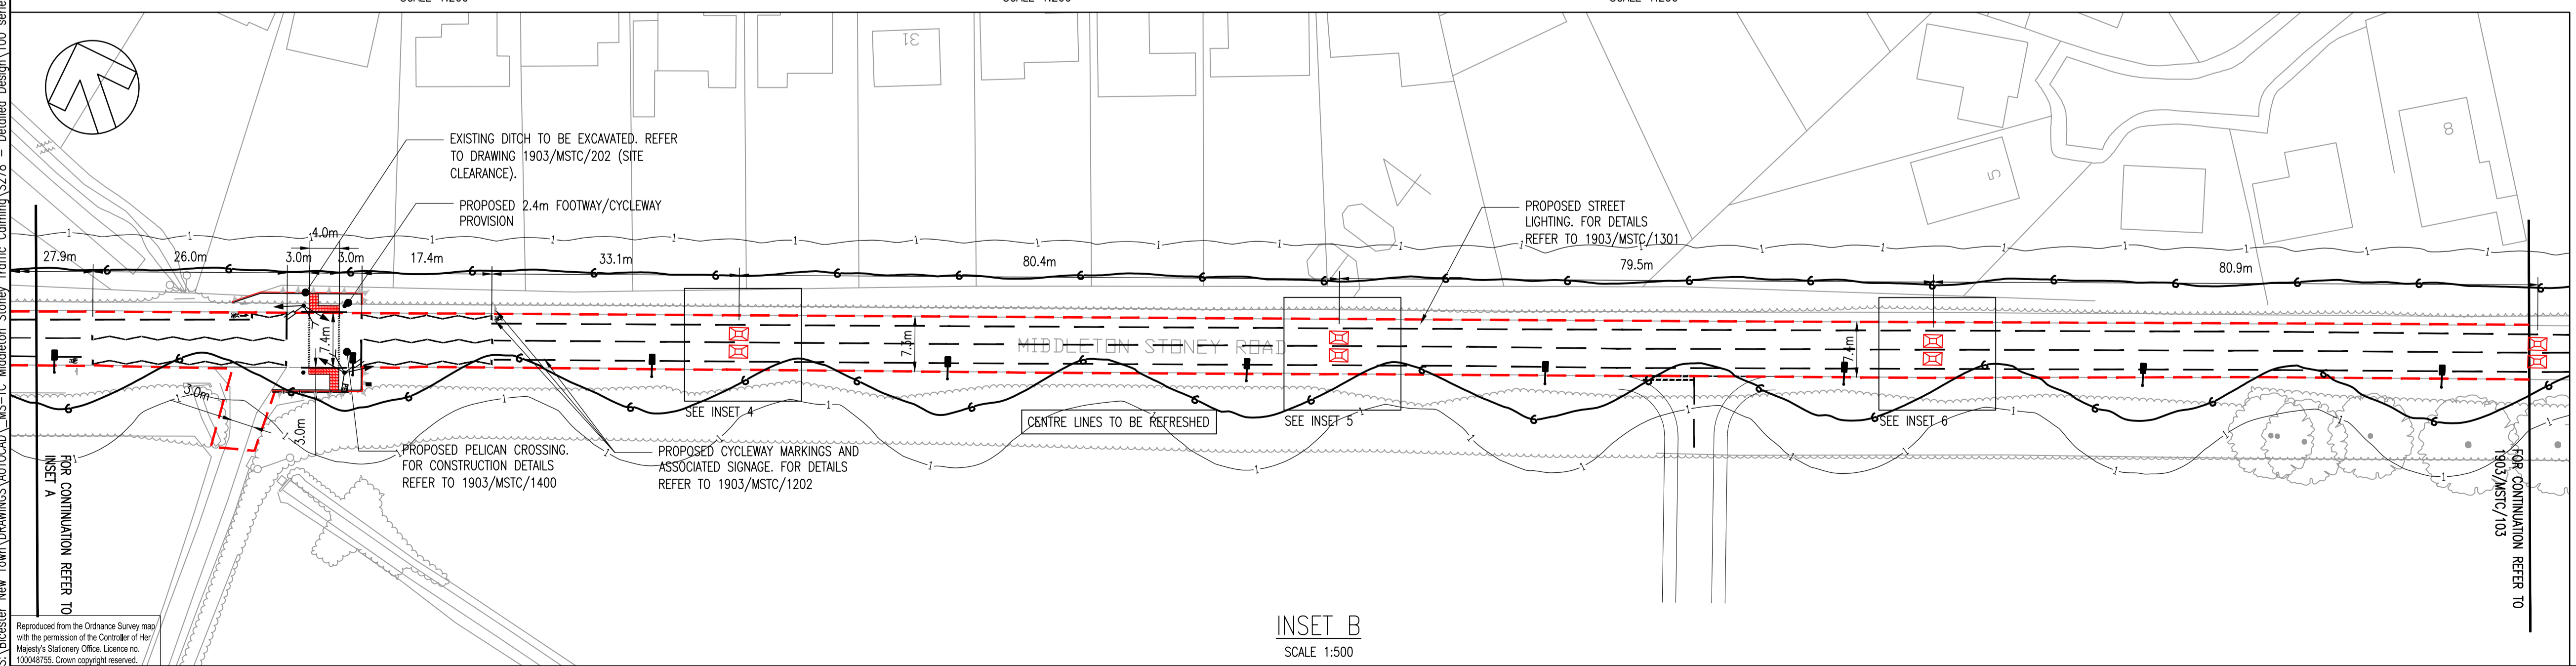 EXISTING DITCH TO BE EXCAVATED. REFER
TO DRAWING 1903/MSTC/202 (SITE
CLEARANCE).
PROPOSED 2.4m FOOTWAY/CYCLEWAY
PROVISION
PROPOSED STREET
LIGHTING. FOR DETAILS
REFER TO 1903/MSTC/1301
31
8
5
27.9m
26.0m
3.0m
4.0m
3.0m
17.4m
33.1m
80.4m
79.5m
80.9m
7.4m
7.3m
7.4m
3.0m
3.0m
MIDDLETON STONEY ROAD
SEE INSET 4
CENTRE LINES TO BE REFRESHED
SEE INSET 5
SEE INSET 6
PROPOSED PELICAN CROSSING.
FOR CONSTRUCTION DETAILS
REFER TO 1903/MSTC/1400
PROPOSED CYCLEWAY MARKINGS AND
ASSOCIATED SIGNAGE. FOR DETAILS
REFER TO 1903/MSTC/1202
FOR CONTINUATION REFER TO
INSET A
FOR CONTINUATION REFER TO
1903/MSTC/103
INSET B
SCALE 1:500
Reproduced from the Ordnance Survey map
with the permission of the Controller of Her
Majesty's Stationery Office. Licence no.
100048755. Crown copyright reserved.